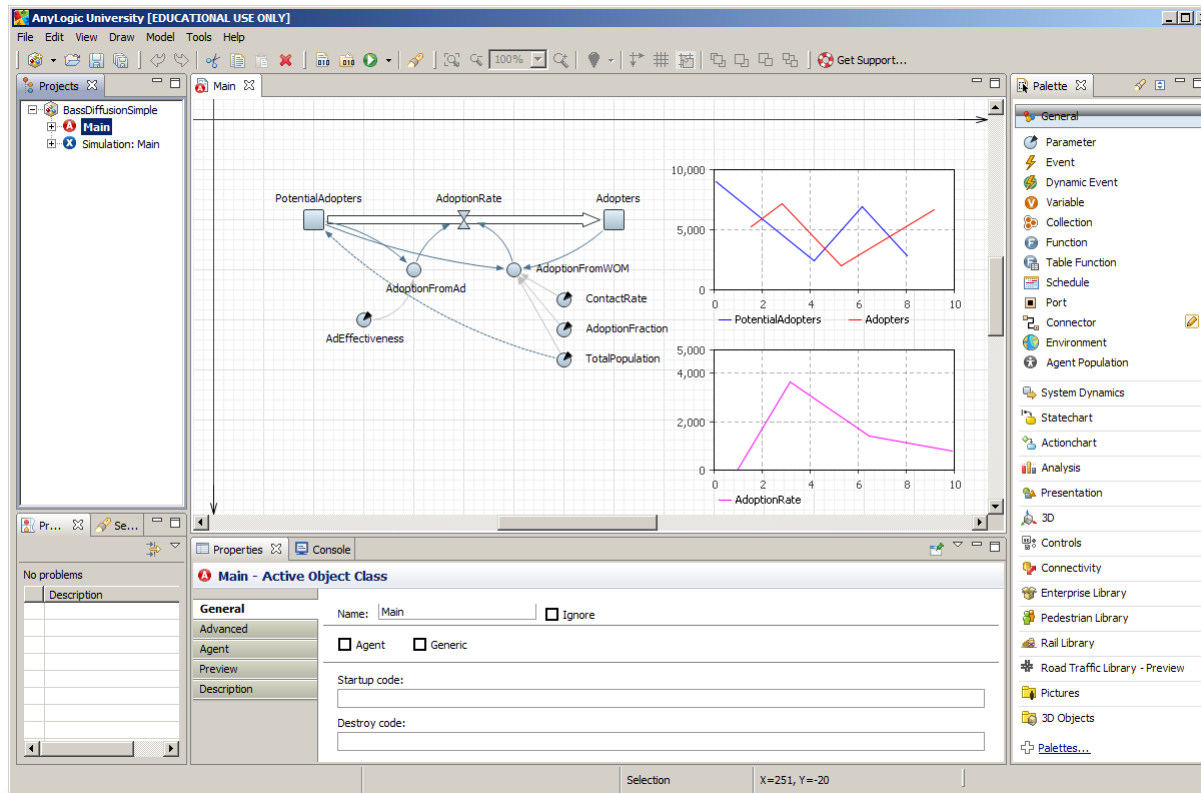 AnyLogic University [EDUCATIONAL USE ONLY]
File Edit View Draw Model Tools Help
100% Get Support...
Projects
BassDiffusionSimple
Main
Simulation: Main
Main
PotentialAdopters AdoptionRate Adopters
AdoptionFromWOM
AdoptionFromAd
ContactRate
AdEffectiveness
AdoptionFraction
TotalPopulation
10,000
5,000
0
0 2 4 6 8 10
PotentialAdopters Adopters
5,000
4,000
2,000
0
0 2 4 6 8 10
AdoptionRate
Palette
General
Parameter
Event
Dynamic Event
Variable
Collection
Function
Table Function
Schedule
Port
Connector
Environment
Agent Population
System Dynamics
Statechart
Actionchart
Analysis
Presentation
3D
Controls
Connectivity
Enterprise Library
Pedestrian Library
Rail Library
Road Traffic Library - Preview
Pictures
3D Objects
Palettes...
Pr... Se...
No problems
Description
Properties Console
Main - Active Object Class
General
Advanced
Agent
Preview
Description
Name: Main Ignore
Agent Generic
Startup code:
Destroy code:
Selection X=251, Y=-20